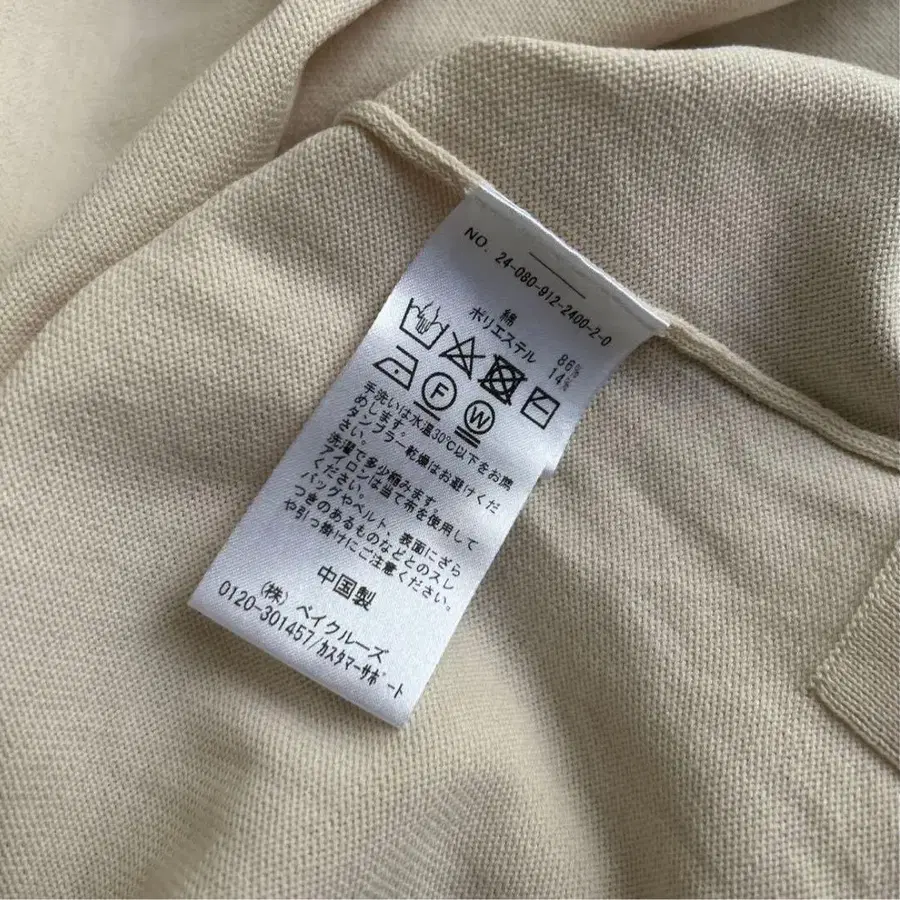 NO. 24-080-912-2400-2-0
綿 86%
ポリエステル 14%
F W
手洗いは水温30℃以下をお薦
めします。
タンブラー乾燥はお避けくだ
さい。
洗濯で多少縮みます。
アイロンは当て布を使用して
ください。
バッグやベルト、表面にざら
つきのあるものなどとのスレ
や引っ掛けにご注意ください。
中国製
(株) ベイクルーズ
0120-301457/カスタマーサポート